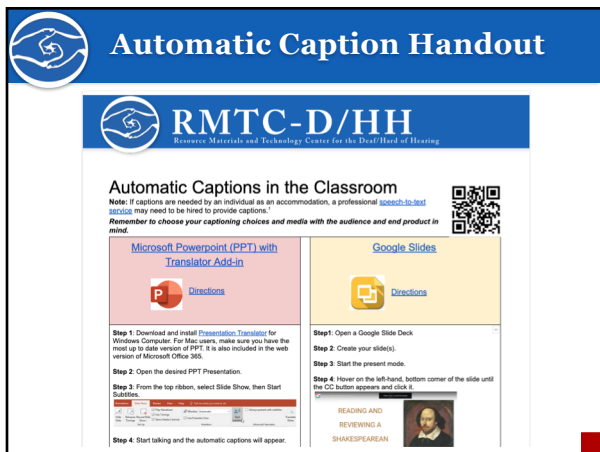 Automatic Caption Handout
RMTC-D/HH
Resource Materials and Technology Center for the Deaf/Hard of Hearing
Automatic Captions in the Classroom
Note: If captions are needed by an individual as an accommodation, a professional speech-to-text
service may need to be hired to provide captions.1
Remember to choose your captioning choices and media with the audience and end product in
mind.
Microsoft Powerpoint (PPT) with
Translator Add-in
Directions
Step 1: Download and install Presentation Translator for
Windows Computer. For Mac users, make sure you have the
most up to date version of PPT. It is also included in the web
version of Microsoft Office 365.
Step 2: Open the desired PPT Presentation.
Step 3: From the top ribbon, select Slide Show, then Start
Subtitles.
Step 4: Start talking and the automatic captions will appear.
Google Slides
Directions
Step1: Open a Google Slide Deck
Step 2: Create your slide(s).
Step 3: Start the present mode.
Step 4: Hover on the left-hand, bottom corner of the slide until
the CC button appears and click it.
READING AND
REVIEWING A
SHAKESPEAREAN